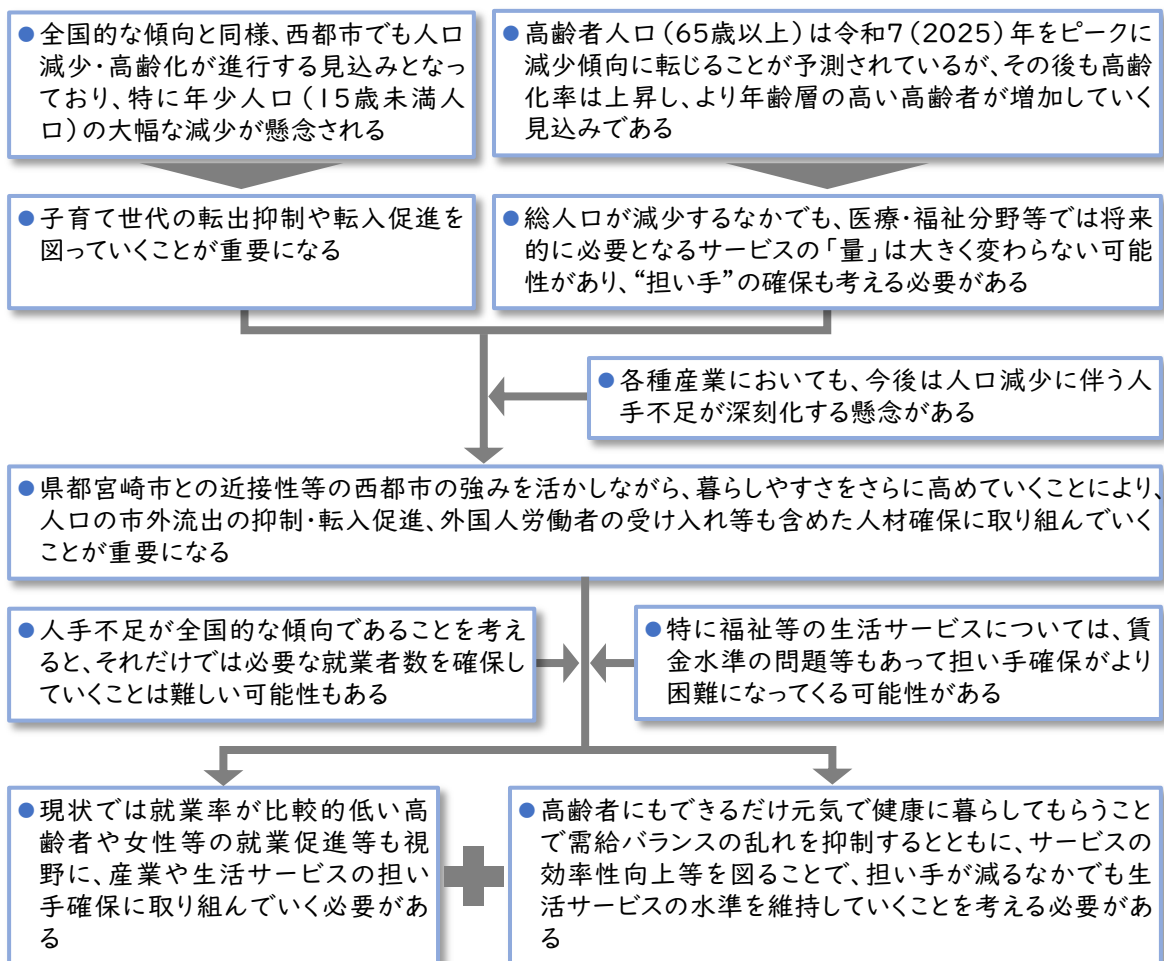 ●全国的な傾向と同様、西都市でも人口
減少・高齢化が進行する見込みとなっ
ており、特に年少人口（15歳未満人
口）の大幅な減少が懸念される
●高齢者人口（65歳以上）は令和7（2025）年をピークに
減少傾向に転じることが予測されているが、その後も高齢
化率は上昇し、より年齢層の高い高齢者が増加していく
見込みである
●子育て世代の転出抑制や転入促進を
図っていくことが重要になる
●総人口が減少するなかでも、医療・福祉分野等では将来
的に必要となるサービスの「量」は大きく変わらない可能
性があり、“担い手”の確保も考える必要がある
●各種産業においても、今後は人口減少に伴う人
手不足が深刻化する懸念がある
●県都宮崎市との近接性等の西都市の強みを活かしながら、暮らしやすさをさらに高めていくことにより、
人口の市外流出の抑制・転入促進、外国人労働者の受け入れ等も含めた人材確保に取り組んでいく
ことが重要になる
●人手不足が全国的な傾向であることを考え
ると、それだけでは必要な就業者数を確保し
ていくことは難しい可能性もある
●特に福祉等の生活サービスについては、賃
金水準の問題等もあって担い手確保がより
困難になってくる可能性がある
●現状では就業率が比較的低い高
齢者や女性等の就業促進等も視
野に、産業や生活サービスの担い
手確保に取り組んでいく必要があ
る
●高齢者にもできるだけ元気で健康に暮らしてもらうこと
で需給バランスの乱れを抑制するとともに、サービスの
効率性向上等を図ることで、担い手が減るなかでも生
活サービスの水準を維持していくことを考える必要があ
る